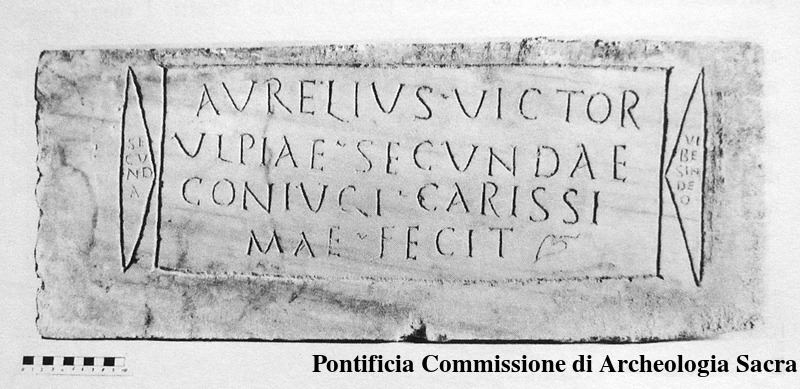 AVRELIVS VICTOR
VLPIAE SECVNDAE
CONIVGI CARISSI
MAE FECIT
SE
CV
ND
A
VI
BE
SIN
DE
O
Pontificia Commissione di Archeologia Sacra